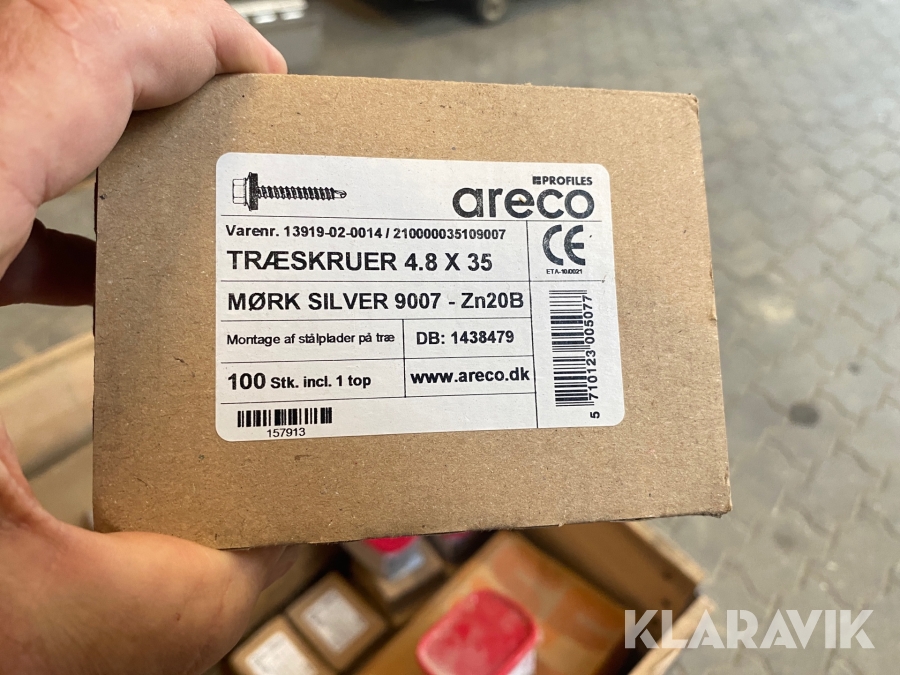 PROFILES
areco
Varenr. 13919-02-0014 / 210000035109007
TRÆSKRUER 4.8 X 35
CE
ETA-10/0021
MØRK SILVER 9007 - Zn20B
Montage af stålplader på træ
DB: 1438479
100 Stk. incl. 1 top
www.areco.dk
5 710123 005077
157913
KLARAVIK